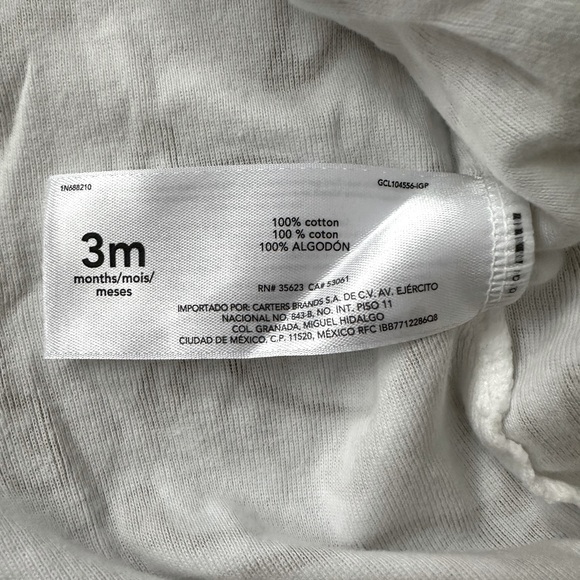 1N668210
GCL104556-IGP
3m
months/mois/
meses
100% cotton
100 % coton
100% ALGODÓN
RN# 35623 CA# 53061
IMPORTADO POR: CARTERS BRANDS S.A. DE C.V. AV. EJÉRCITO
NACIONAL NO. 843-B, NO. INT. PISO 11
COL. GRANADA, MIGUEL HIDALGO
CIUDAD DE MÉXICO, C.P. 11520, MÉXICO RFC IBB7712286Q8